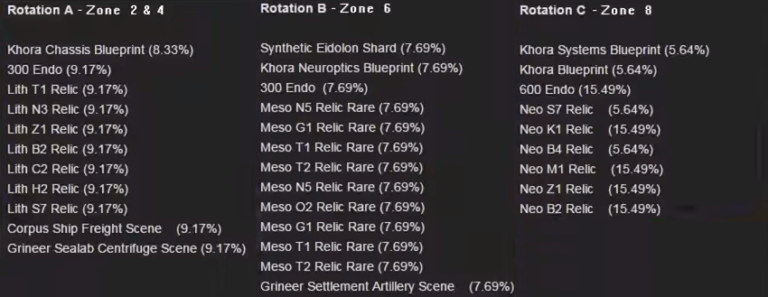 Rotation A - Zone 2 & 4
Khora Chassis Blueprint (8.33%)
300 Endo (9.17%)
Lith T1 Relic (9.17%)
Lith N3 Relic (9.17%)
Lith Z1 Relic (9.17%)
Lith B2 Relic (9.17%)
Lith C2 Relic (9.17%)
Lith H2 Relic (9.17%)
Lith S7 Relic (9.17%)
Corpus Ship Freight Scene (9.17%)
Grineer Sealab Centrifuge Scene (9.17%)
Rotation B - Zone 6
Synthetic Eidolon Shard (7.69%)
Khora Neuroptics Blueprint (7.69%)
300 Endo (7.69%)
Meso N5 Relic Rare (7.69%)
Meso G1 Relic Rare (7.69%)
Meso T1 Relic Rare (7.69%)
Meso T2 Relic Rare (7.69%)
Meso N5 Relic Rare (7.69%)
Meso O2 Relic Rare (7.69%)
Meso G1 Relic Rare (7.69%)
Meso T1 Relic Rare (7.69%)
Meso T2 Relic Rare (7.69%)
Grineer Settlement Artillery Scene (7.69%)
Rotation C - Zone 8
Khora Systems Blueprint (5.64%)
Khora Blueprint (5.64%)
600 Endo (15.49%)
Neo S7 Relic (5.64%)
Neo K1 Relic (15.49%)
Neo B4 Relic (5.64%)
Neo M1 Relic (15.49%)
Neo Z1 Relic (15.49%)
Neo B2 Relic (15.49%)